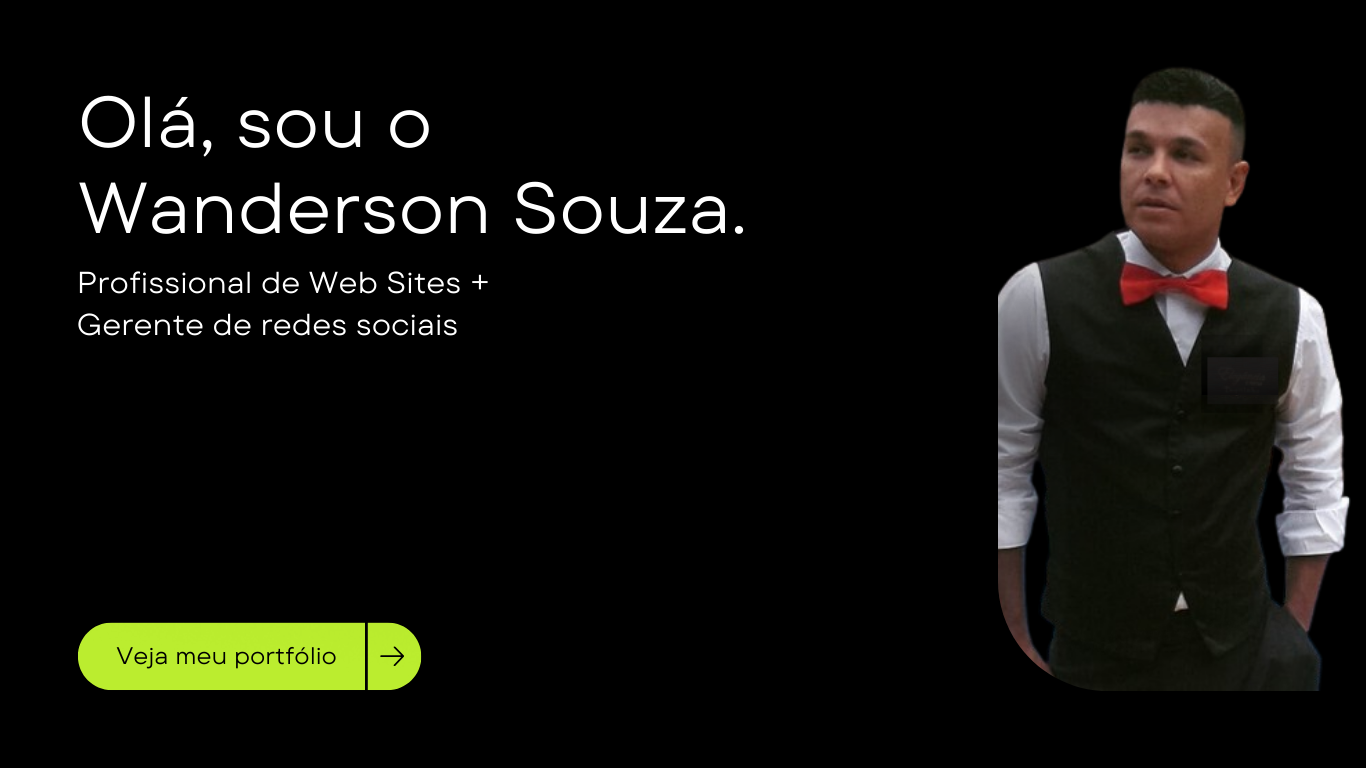 Olá, sou o
Wanderson Souza.
Profissional de Web Sites +
Gerente de redes sociais
Veja meu portfólio